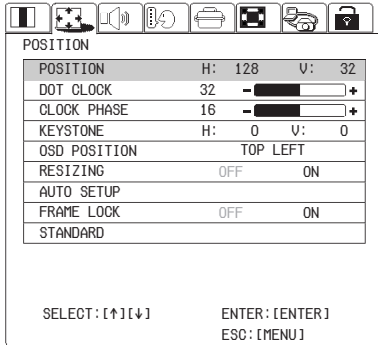 POSITION
POSITION H: 128 V: 32
DOT CLOCK 32 - +
CLOCK PHASE 16 - +
KEYSTONE H: 0 V: 0
OSD POSITION TOP LEFT
RESIZING OFF ON
AUTO SETUP
FRAME LOCK OFF ON
STANDARD
SELECT:[↑][↓] ENTER:[ENTER]
ESC:[MENU]